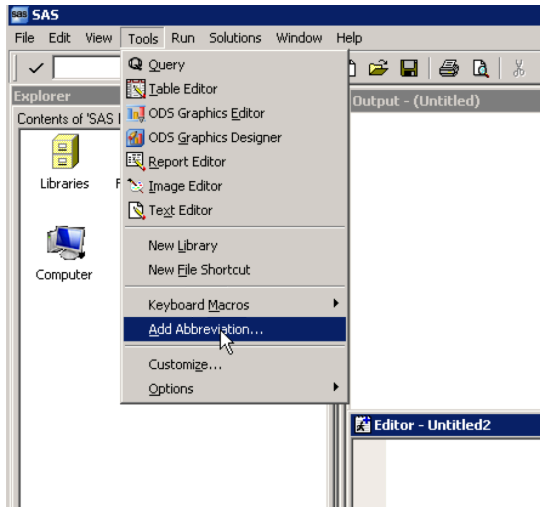 sas SAS
File Edit View Tools Run Solutions Window Help
Query
Table Editor
ODS Graphics Editor
ODS Graphics Designer
Report Editor
Image Editor
Text Editor
New Library
New File Shortcut
Keyboard Macros
Add Abbreviation...
Customize...
Options
Explorer
Contents of 'SAS
Libraries
Computer
Output - (Untitled)
Editor - Untitled2